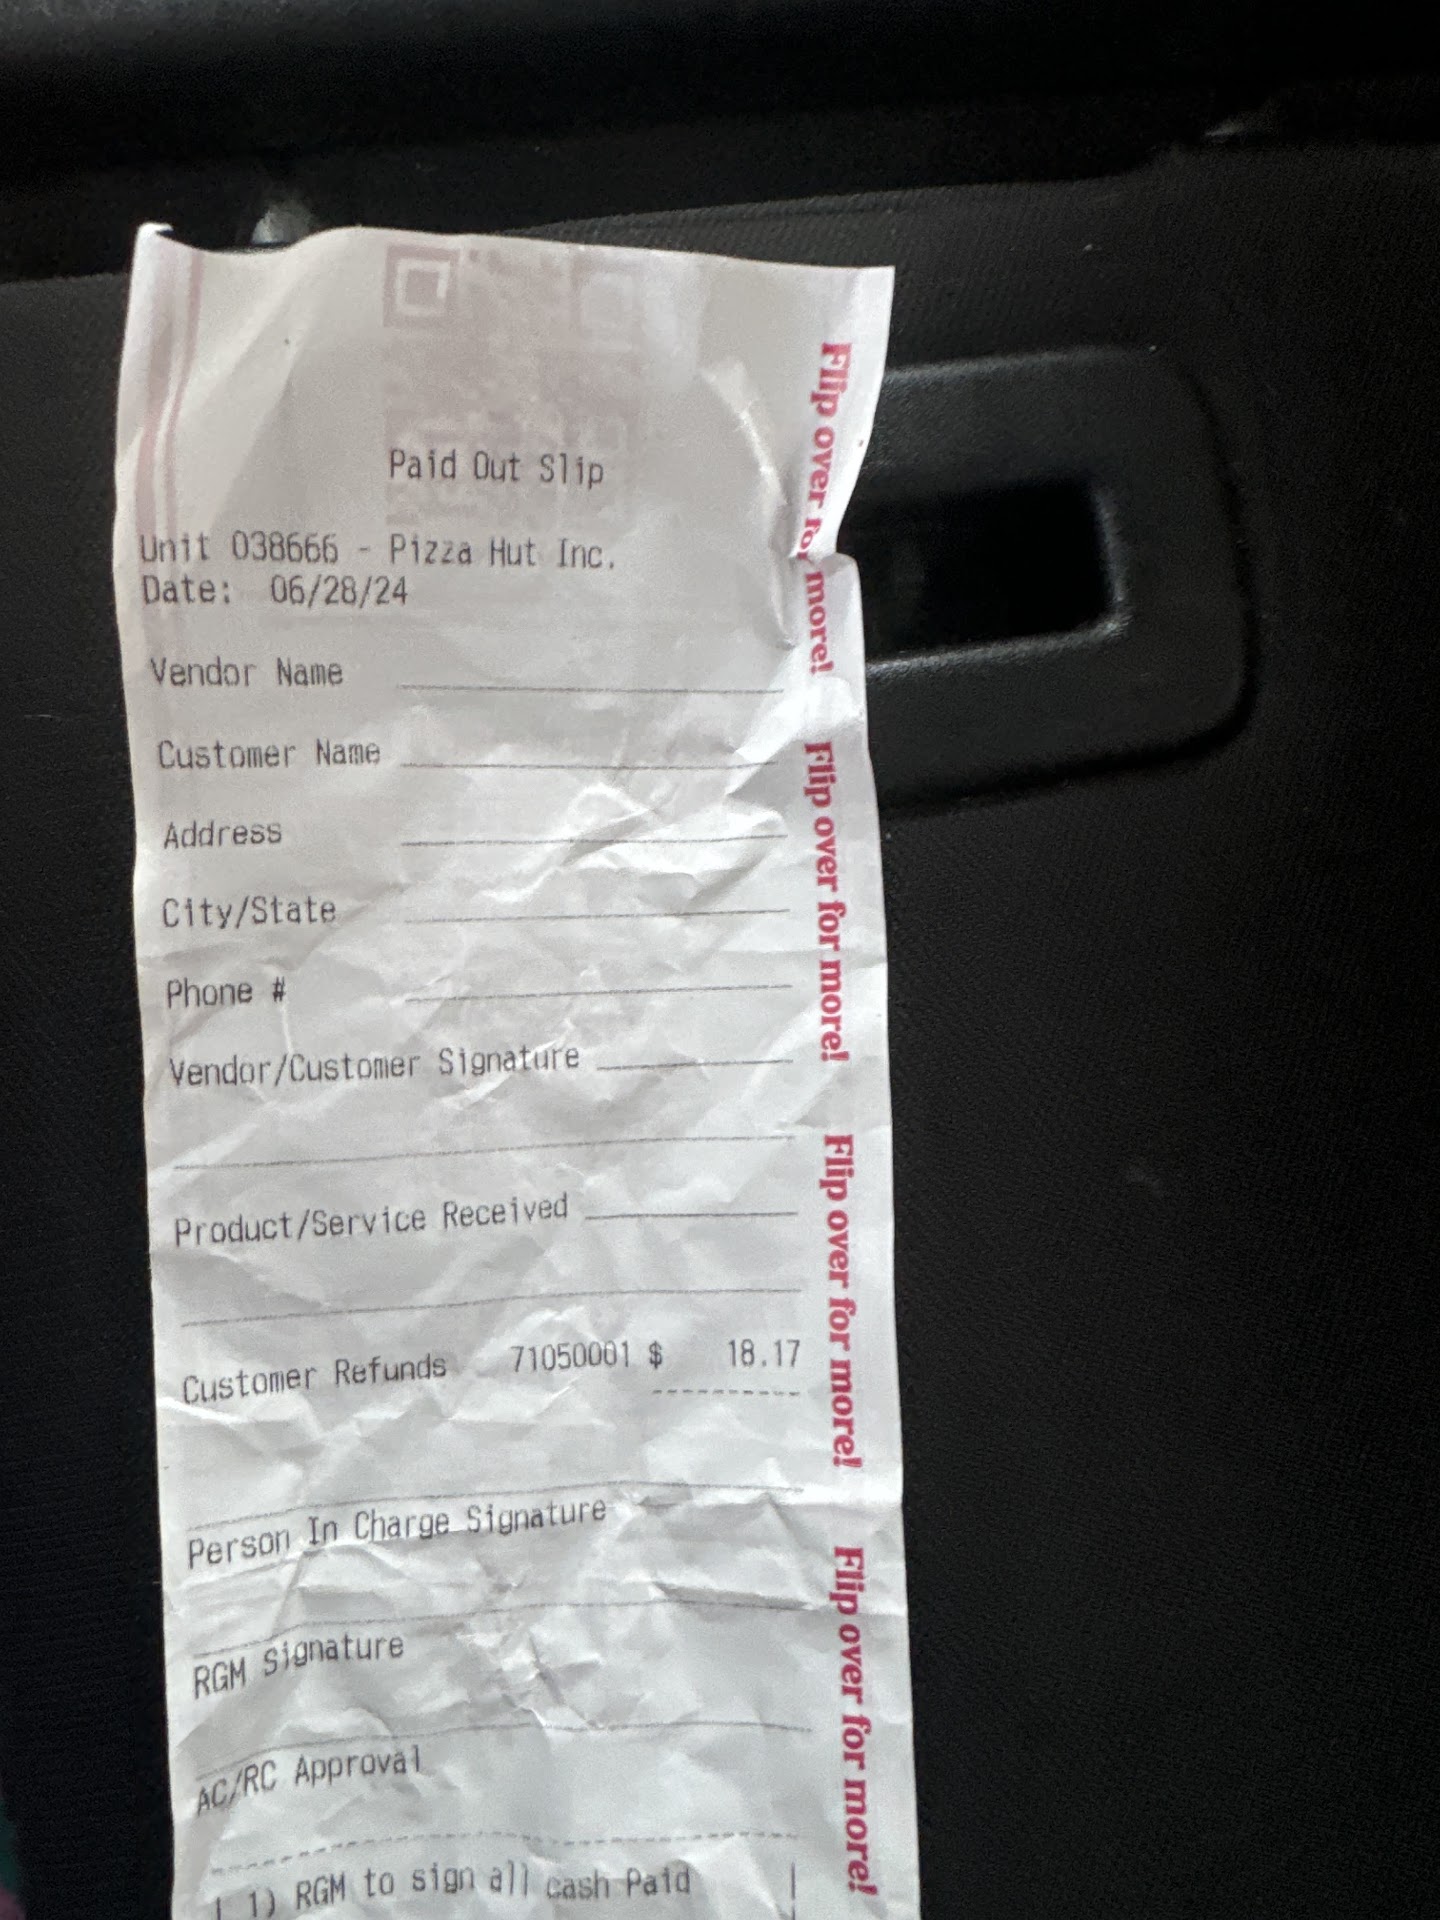 Paid Out Slip
Unit 038666 - Pizza Hut Inc.
Date: 06/28/24
Vendor Name
Customer Name
Address
City/State
Phone #
Vendor/Customer Signature
Product/Service Received
Customer Refunds 71050001 $ 18.17
Person In Charge Signature
RGM Signature
AC/RC Approval
1) RGM to sign all cash Paid
Flip over for more!
Flip over for more!
Flip over for more!
Flip over for more!